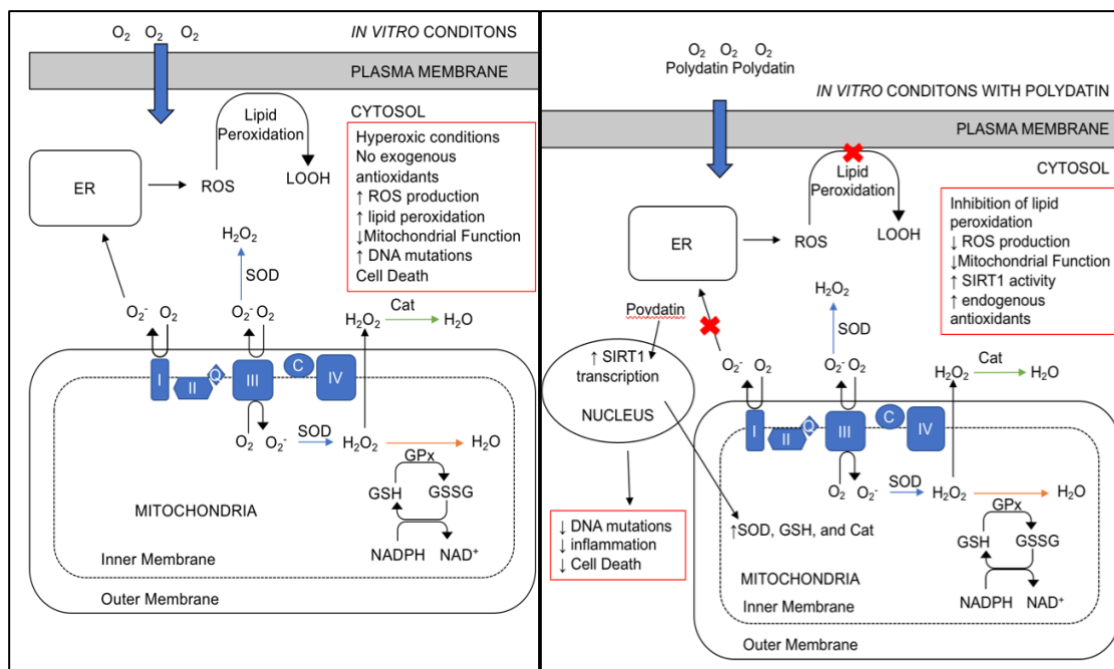 O₂ O₂ O₂
IN VITRO CONDITONS
PLASMA MEMBRANE
CYTOSOL
Lipid
Peroxidation
ER
ROS
LOOH
Hyperoxic conditions
No exogenous
antioxidants
↑ ROS production
↑ lipid peroxidation
↓Mitochondrial Function
↑ DNA mutations
Cell Death
H₂O₂
SOD
O₂⁻ O₂
O₂⁻ O₂
H₂O₂
Cat
H₂O
I
II
Q
III
C
IV
O₂ O₂⁻
SOD
H₂O₂
H₂O
GPx
GSH
GSSG
NADPH
NAD⁺
MITOCHONDRIA
Inner Membrane
Outer Membrane
O₂ O₂ O₂
Polydatin Polydatin
IN VITRO CONDITONS WITH POLYDATIN
PLASMA MEMBRANE
CYTOSOL
Lipid
Peroxidation
ER
ROS
LOOH
Inhibition of lipid
peroxidation
↓ ROS production
↓Mitochondrial Function
↑ SIRT1 activity
↑ endogenous
antioxidants
H₂O₂
SOD
Povdatin
↑ SIRT1
transcription
NUCLEUS
O₂⁻ O₂
O₂⁻ O₂
H₂O₂
Cat
H₂O
I
II
Q
III
C
IV
O₂ O₂⁻
SOD
H₂O₂
H₂O
GPx
GSH
GSSG
NADPH
NAD⁺
↑SOD, GSH, and Cat
↓ DNA mutations
↓ inflammation
↓ Cell Death
MITOCHONDRIA
Inner Membrane
Outer Membrane